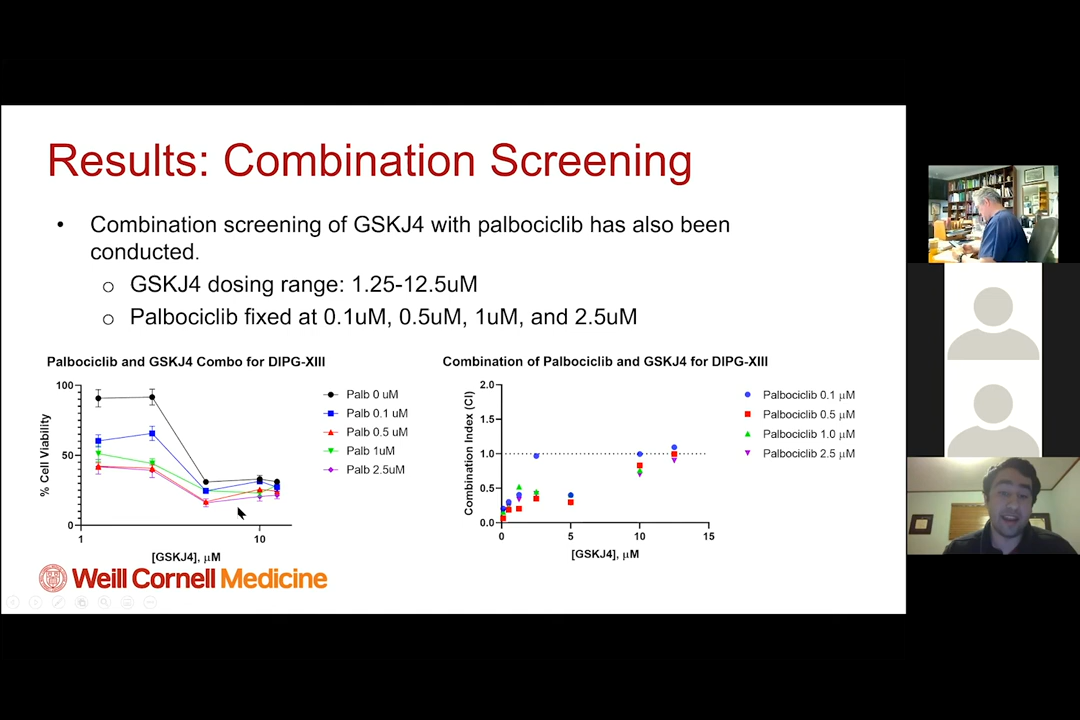 Results: Combination Screening
• Combination screening of GSKJ4 with palbociclib has also been
conducted.
o GSKJ4 dosing range: 1.25-12.5uM
o Palbociclib fixed at 0.1uM, 0.5uM, 1uM, and 2.5uM
Palbociclib and GSKJ4 Combo for DIPG-XIII
% Cell Viability
100
50
0
1
10
[GSKJ4], μM
Palb 0 uM
Palb 0.1 uM
Palb 0.5 uM
Palb 1uM
Palb 2.5uM
Combination of Palbociclib and GSKJ4 for DIPG-XIII
Combination Index (CI)
2.0
1.5
1.0
0.5
0.0
0
5
10
15
[GSKJ4], μM
Palbociclib 0.1 μM
Palbociclib 0.5 μM
Palbociclib 1.0 μM
Palbociclib 2.5 μM
Weill Cornell Medicine